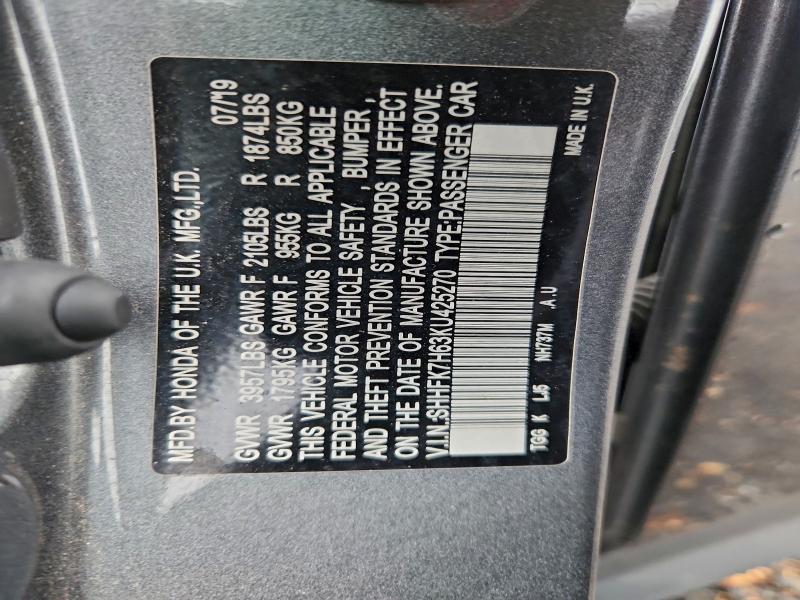 MFD.BY HONDA OF THE U.K. MFG.,LTD.
07/'19
GVWR 3957LBS GAWR F 2105LBS R 1874LBS
GVWR 1795KG GAWR F 955KG R 850KG
THIS VEHICLE CONFORMS TO ALL APPLICABLE
FEDERAL MOTOR VEHICLE SAFETY , BUMPER ,
AND THEFT PREVENTION STANDARDS IN EFFECT
ON THE DATE OF MANUFACTURE SHOWN ABOVE.
V.I.N.:SHHFK7H63KU425270 TYPE:PASSENGER CAR
TGG K L/5 NH737M .A.U
MADE IN U.K.